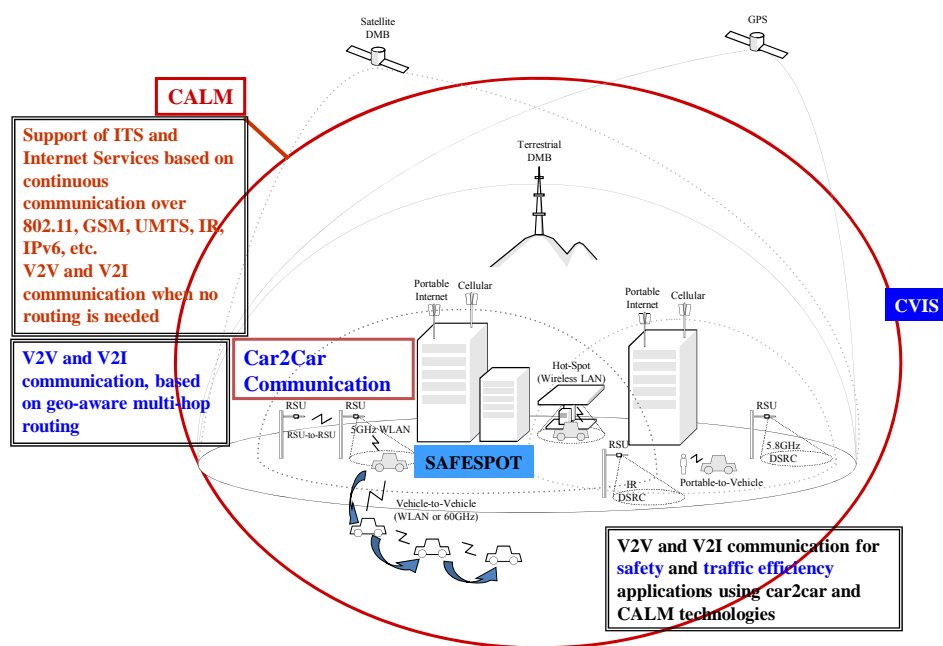 Satellite
DMB
GPS
CALM
Support of ITS and
Internet Services based on
continuous
communication over
802.11, GSM, UMTS, IR,
IPv6, etc.
V2V and V2I
communication when no
routing is needed
Terrestrial
DMB
Portable
Internet
Cellular
Portable
Internet
Cellular
CVIS
V2V and V2I
communication, based
on geo-aware multi-hop
routing
Car2Car
Communication
Hot-Spot
(Wireless LAN)
RSU
RSU
RSU-to-RSU
5GHz WLAN
RSU
RSU
5.8GHz
DSRC
SAFESPOT
IR
DSRC
Portable-to-Vehicle
Vehicle-to-Vehicle
(WLAN or 60GHz)
V2V and V2I communication for
safety and traffic efficiency
applications using car2car and
CALM technologies